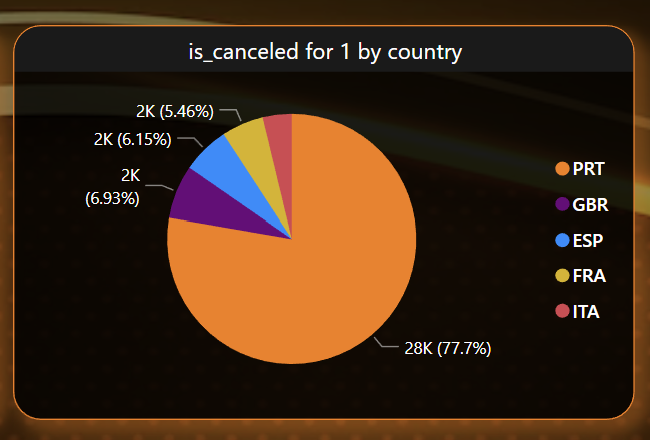 is_canceled for 1 by country
2K (5.46%)
2K (6.15%)
2K
(6.93%)
28K (77.7%)
PRT
GBR
ESP
FRA
ITA